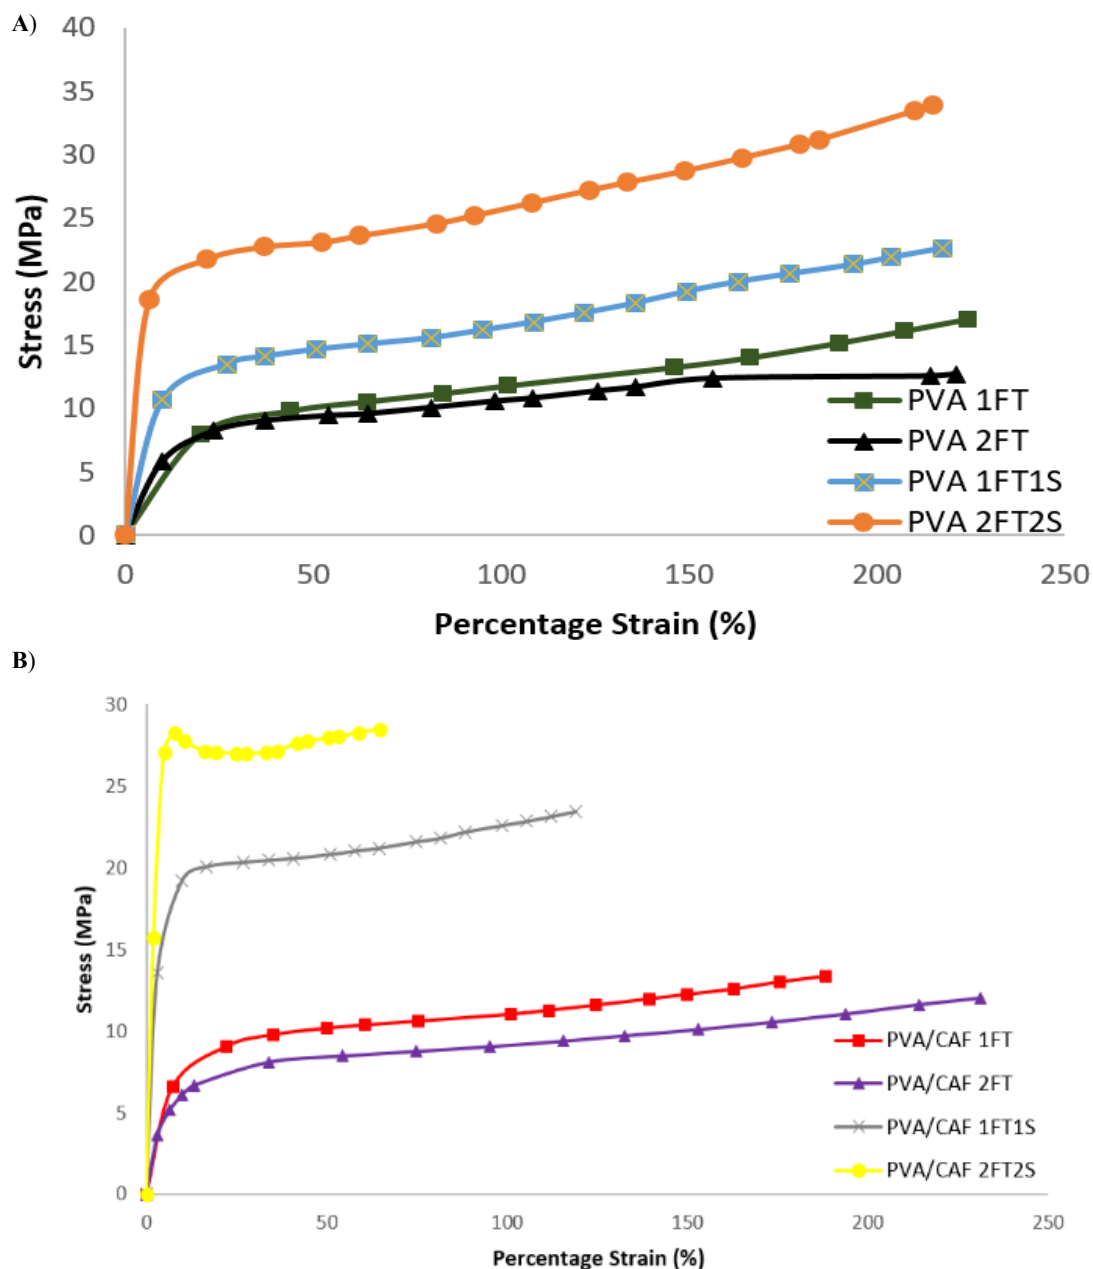 A)
40
35
30
25
20
15
10
5
0
Stress (MPa)
PVA 1FT
PVA 2FT
PVA 1FT1S
PVA 2FT2S
0 50 100 150 200 250
Percentage Strain (%)
B)
30
25
20
15
10
5
0
Stress (MPa)
PVA/CAF 1FT
PVA/CAF 2FT
PVA/CAF 1FT1S
PVA/CAF 2FT2S
0 50 100 150 200 250
Percentage Strain (%)